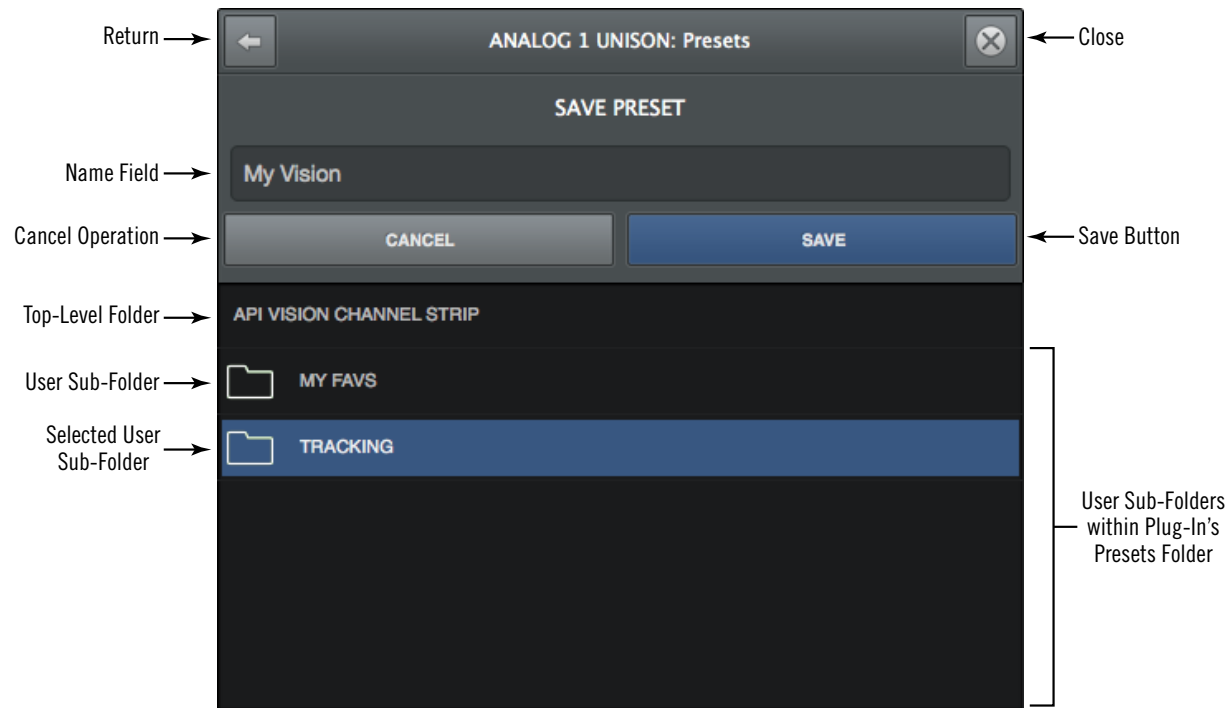 Return
ANALOG 1 UNISON: Presets
Close
SAVE PRESET
Name Field
My Vision
Cancel Operation
CANCEL
SAVE
Save Button
Top-Level Folder
API VISION CHANNEL STRIP
User Sub-Folder
MY FAVS
Selected User
Sub-Folder
TRACKING
User Sub-Folders
within Plug-In’s
Presets Folder